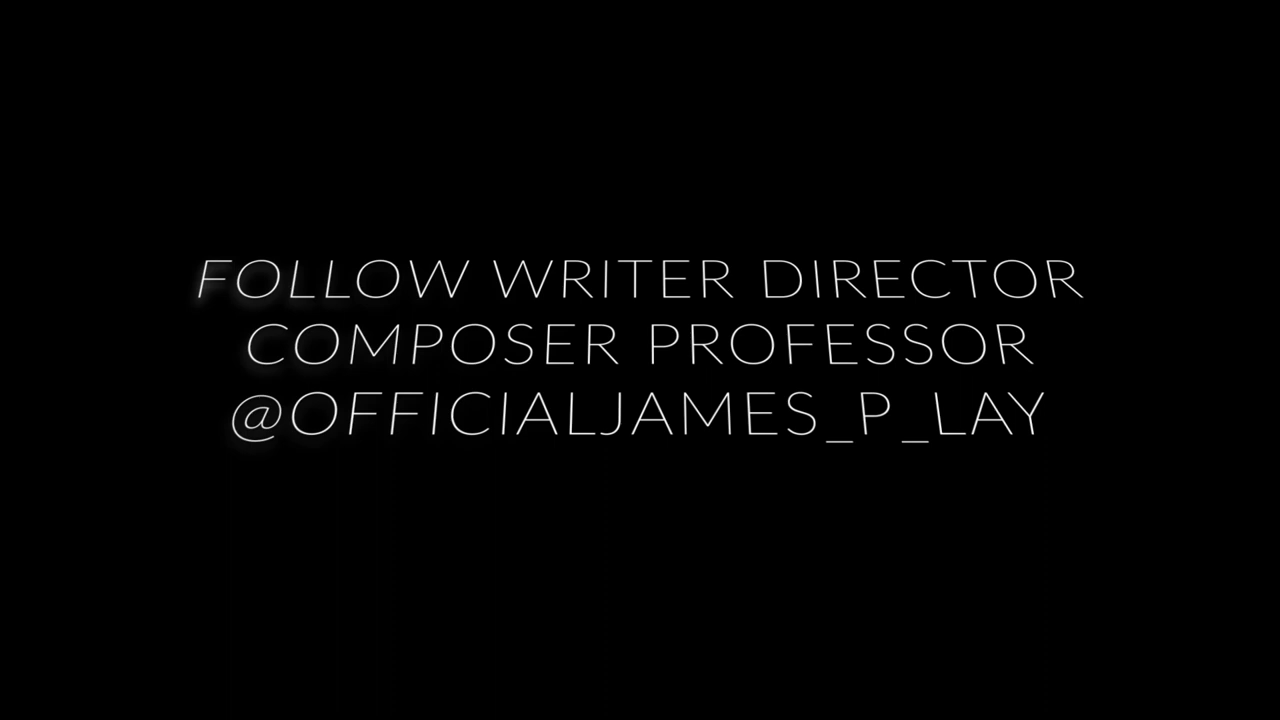 FOLLOW WRITER DIRECTOR
COMPOSER PROFESSOR
@OFFICIALJAMES_P_LAY